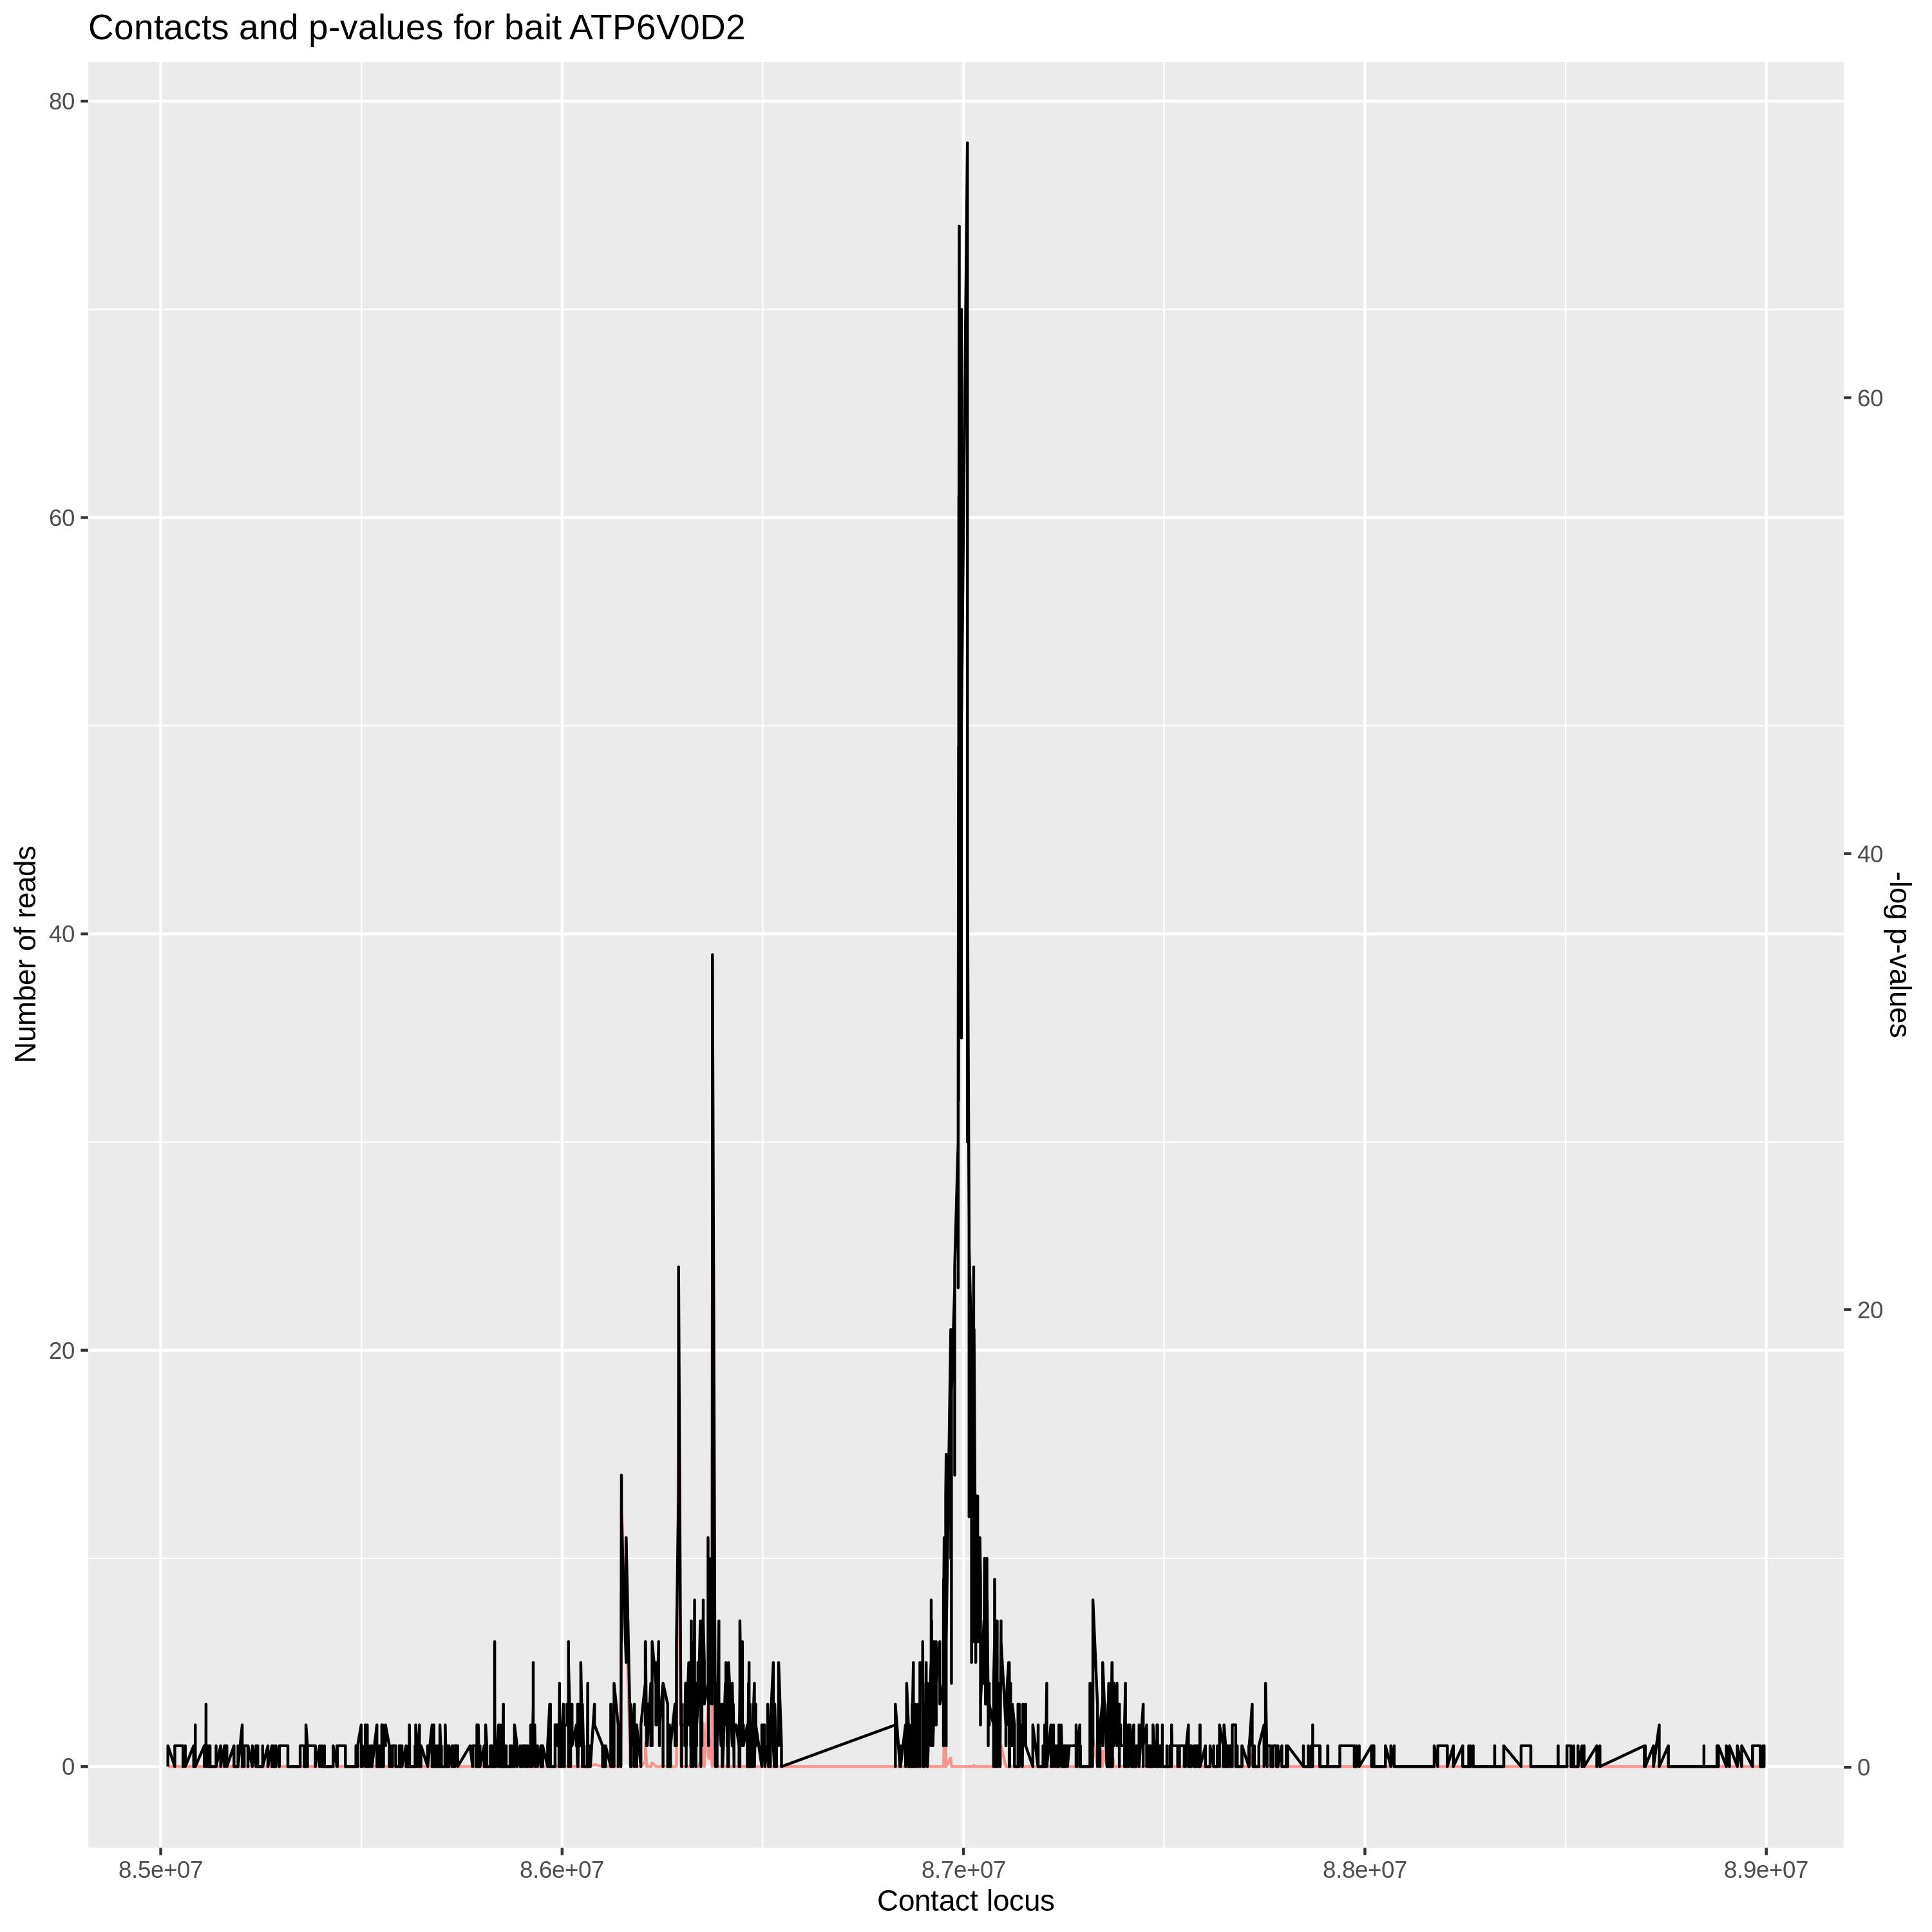 Contacts and p-values for bait ATP6V0D2
80
60
40
20
0
Number of reads
60
40
20
0
-log p-values
8.5e+07 8.6e+07 8.7e+07 8.8e+07 8.9e+07
Contact locus